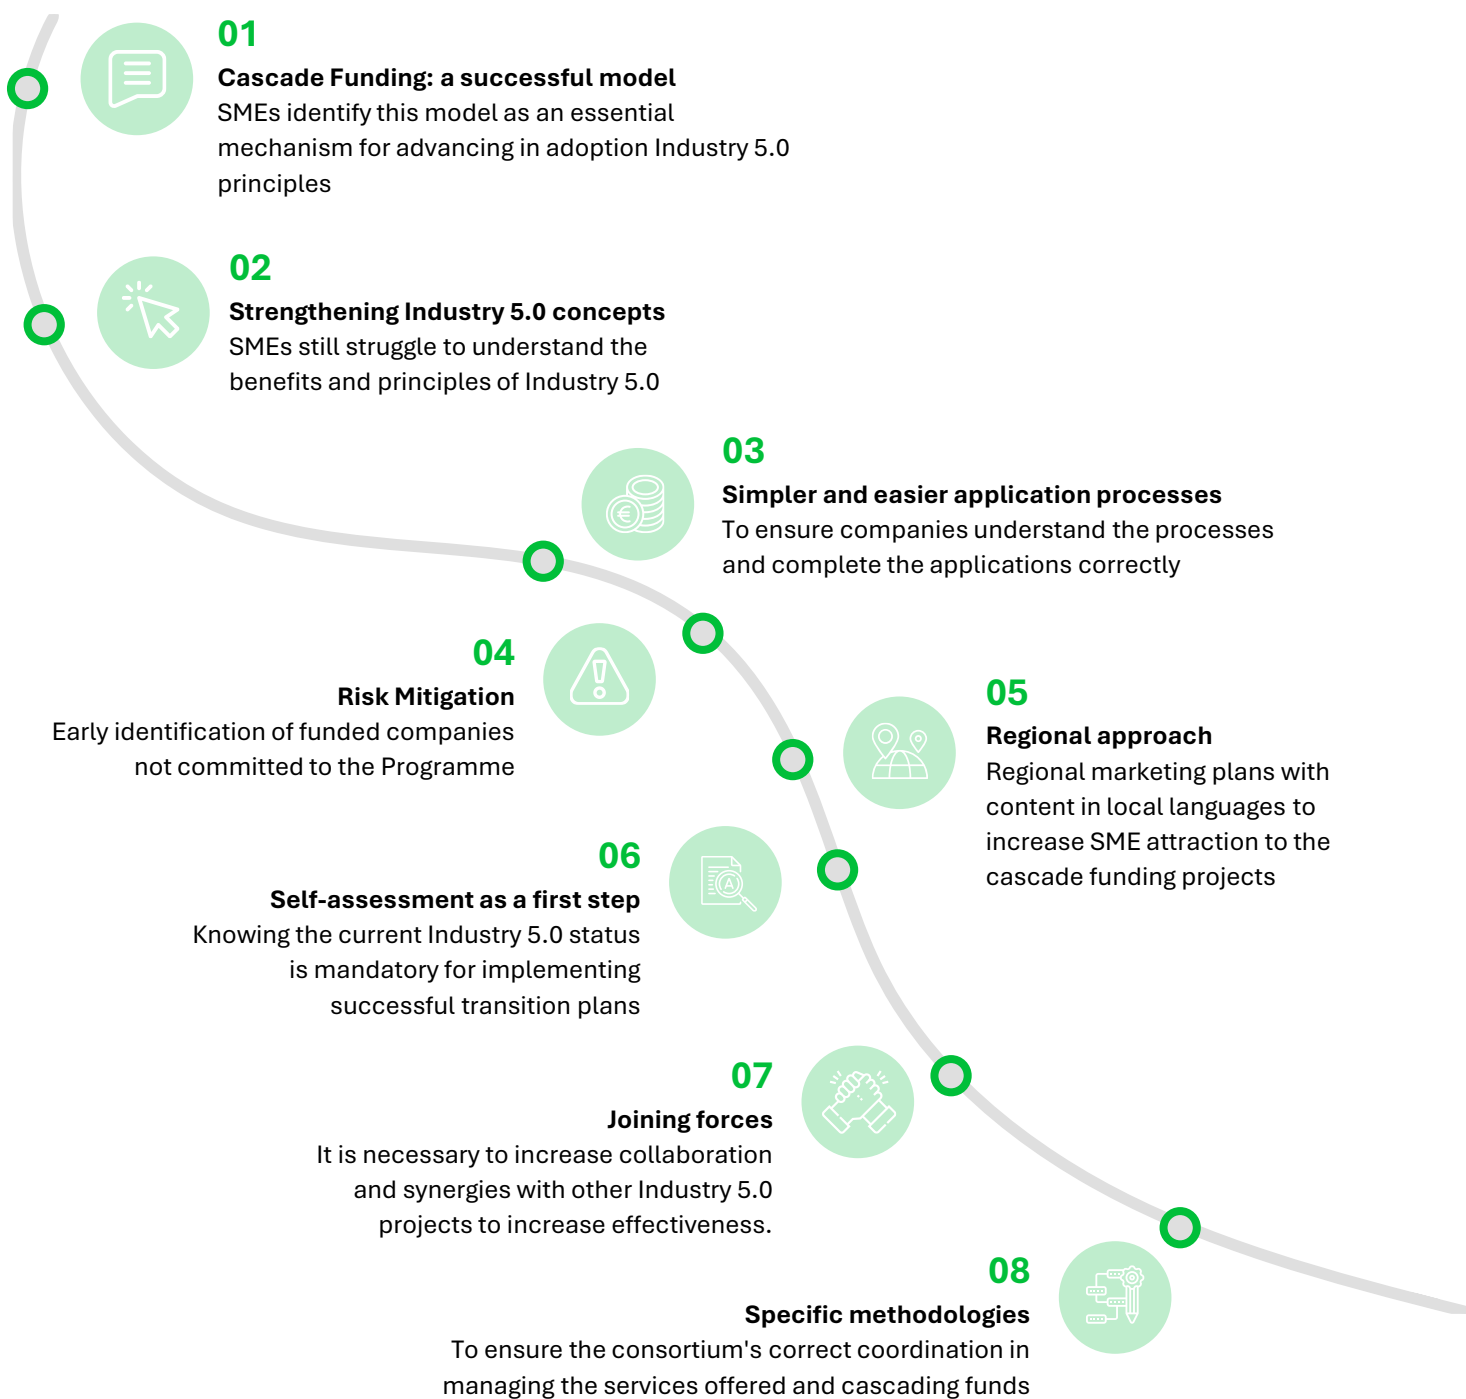 01
Cascade Funding: a successful model
SMEs identify this model as an essential
mechanism for advancing in adoption Industry 5.0
principles
02
Strengthening Industry 5.0 concepts
SMEs still struggle to understand the
benefits and principles of Industry 5.0
03
Simpler and easier application processes
To ensure companies understand the processes
and complete the applications correctly
04
Risk Mitigation
Early identification of funded companies
not committed to the Programme
05
Regional approach
Regional marketing plans with
content in local languages to
increase SME attraction to the
cascade funding projects
06
Self-assessment as a first step
Knowing the current Industry 5.0 status
is mandatory for implementing
successful transition plans
07
Joining forces
It is necessary to increase collaboration
and synergies with other Industry 5.0
projects to increase effectiveness.
08
Specific methodologies
To ensure the consortium's correct coordination in
managing the services offered and cascading funds